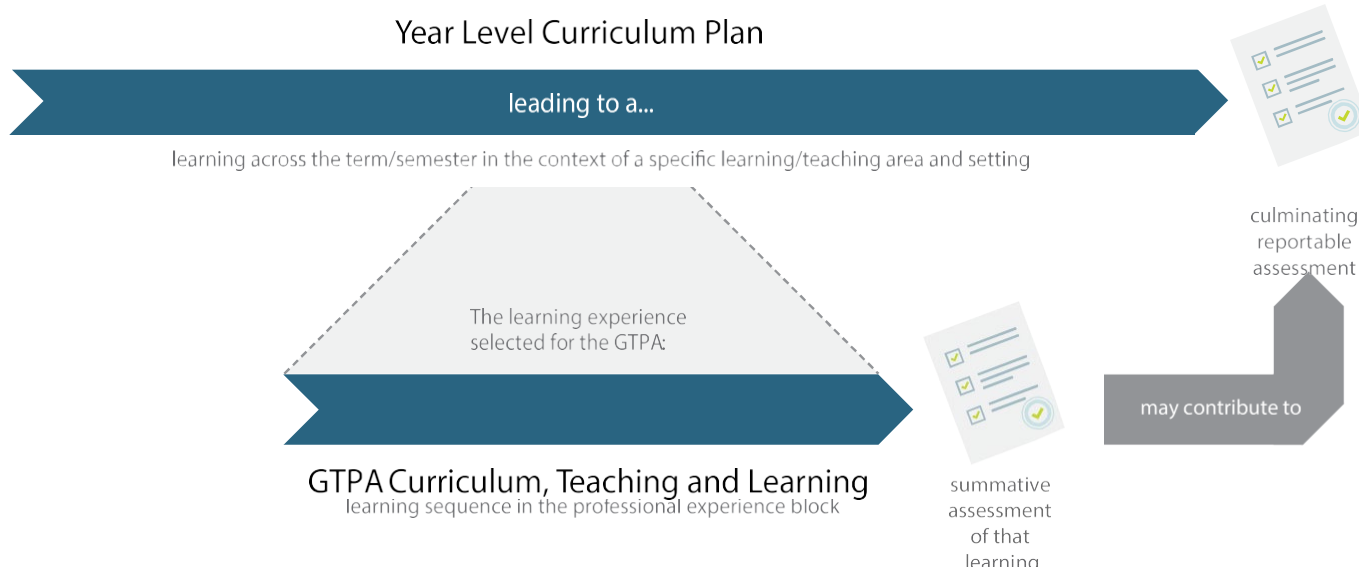 Year Level Curriculum Plan
leading to a...
learning across the term/semester in the context of a specific learning/teaching area and setting
culminating
reportable
assessment
The learning experience
selected for the GTPA:
may contribute to
GTPA Curriculum, Teaching and Learning
learning sequence in the professional experience block
summative
assessment
of that
learning